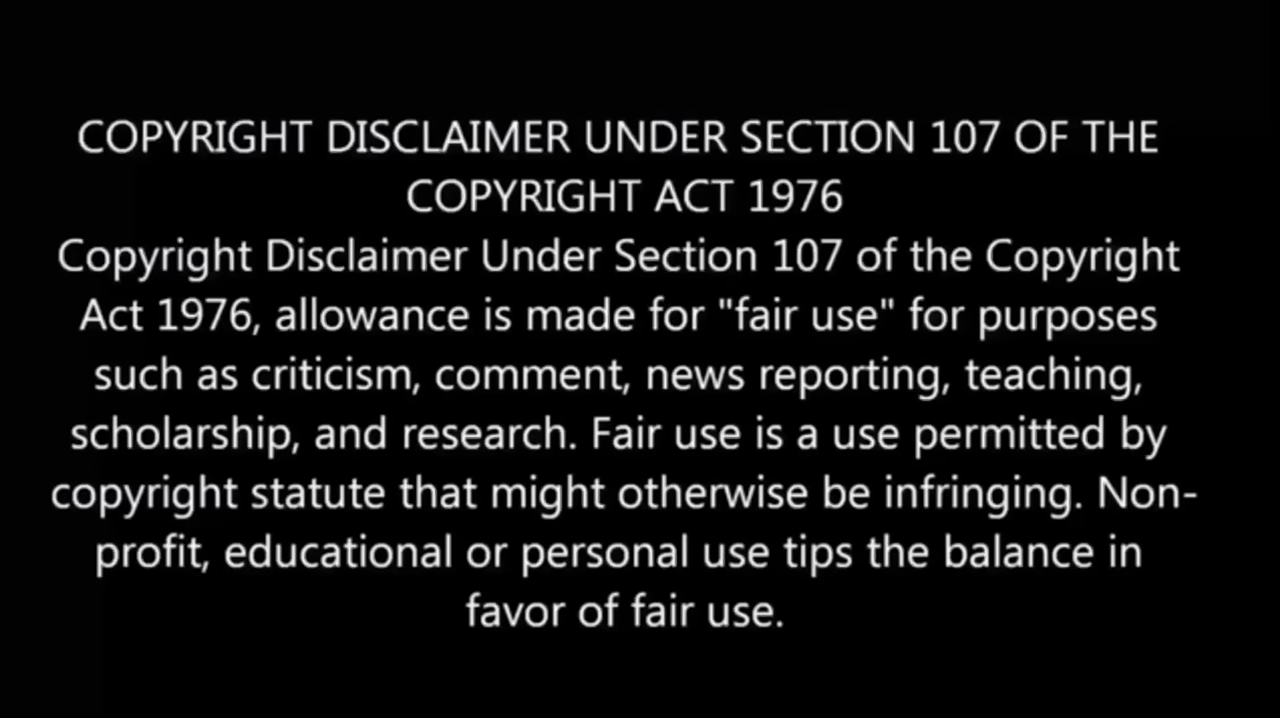 COPYRIGHT DISCLAIMER UNDER SECTION 107 OF THE
COPYRIGHT ACT 1976
Copyright Disclaimer Under Section 107 of the Copyright
Act 1976, allowance is made for "fair use" for purposes
such as criticism, comment, news reporting, teaching,
scholarship, and research. Fair use is a use permitted by
copyright statute that might otherwise be infringing. Non-
profit, educational or personal use tips the balance in
favor of fair use.